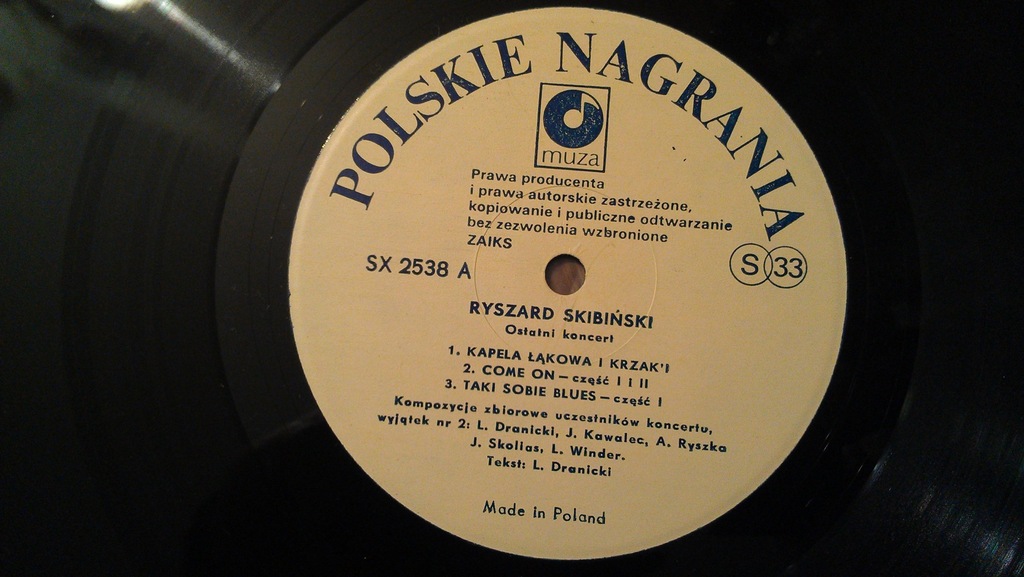 POLSKIE NAGRANIA
muza
Prawa producenta
i prawa autorskie zastrzeżone,
kopiowanie i publiczne odtwarzanie
bez zezwolenia wzbronione
ZAIKS
SX 2538 A
S 33
RYSZARD SKIBIŃSKI
Ostatni koncert
1. KAPELA ŁĄKOWA I KRZAK'I
2. COME ON — część I I II
3. TAKI SOBIE BLUES — część I
Kompozycje zbiorowe uczestników koncertu,
wyjątek nr 2: L. Dranicki, J. Kawalec, A. Ryszka
J. Skolias, L. Winder.
Tekst: L. Dranicki
Made in Poland